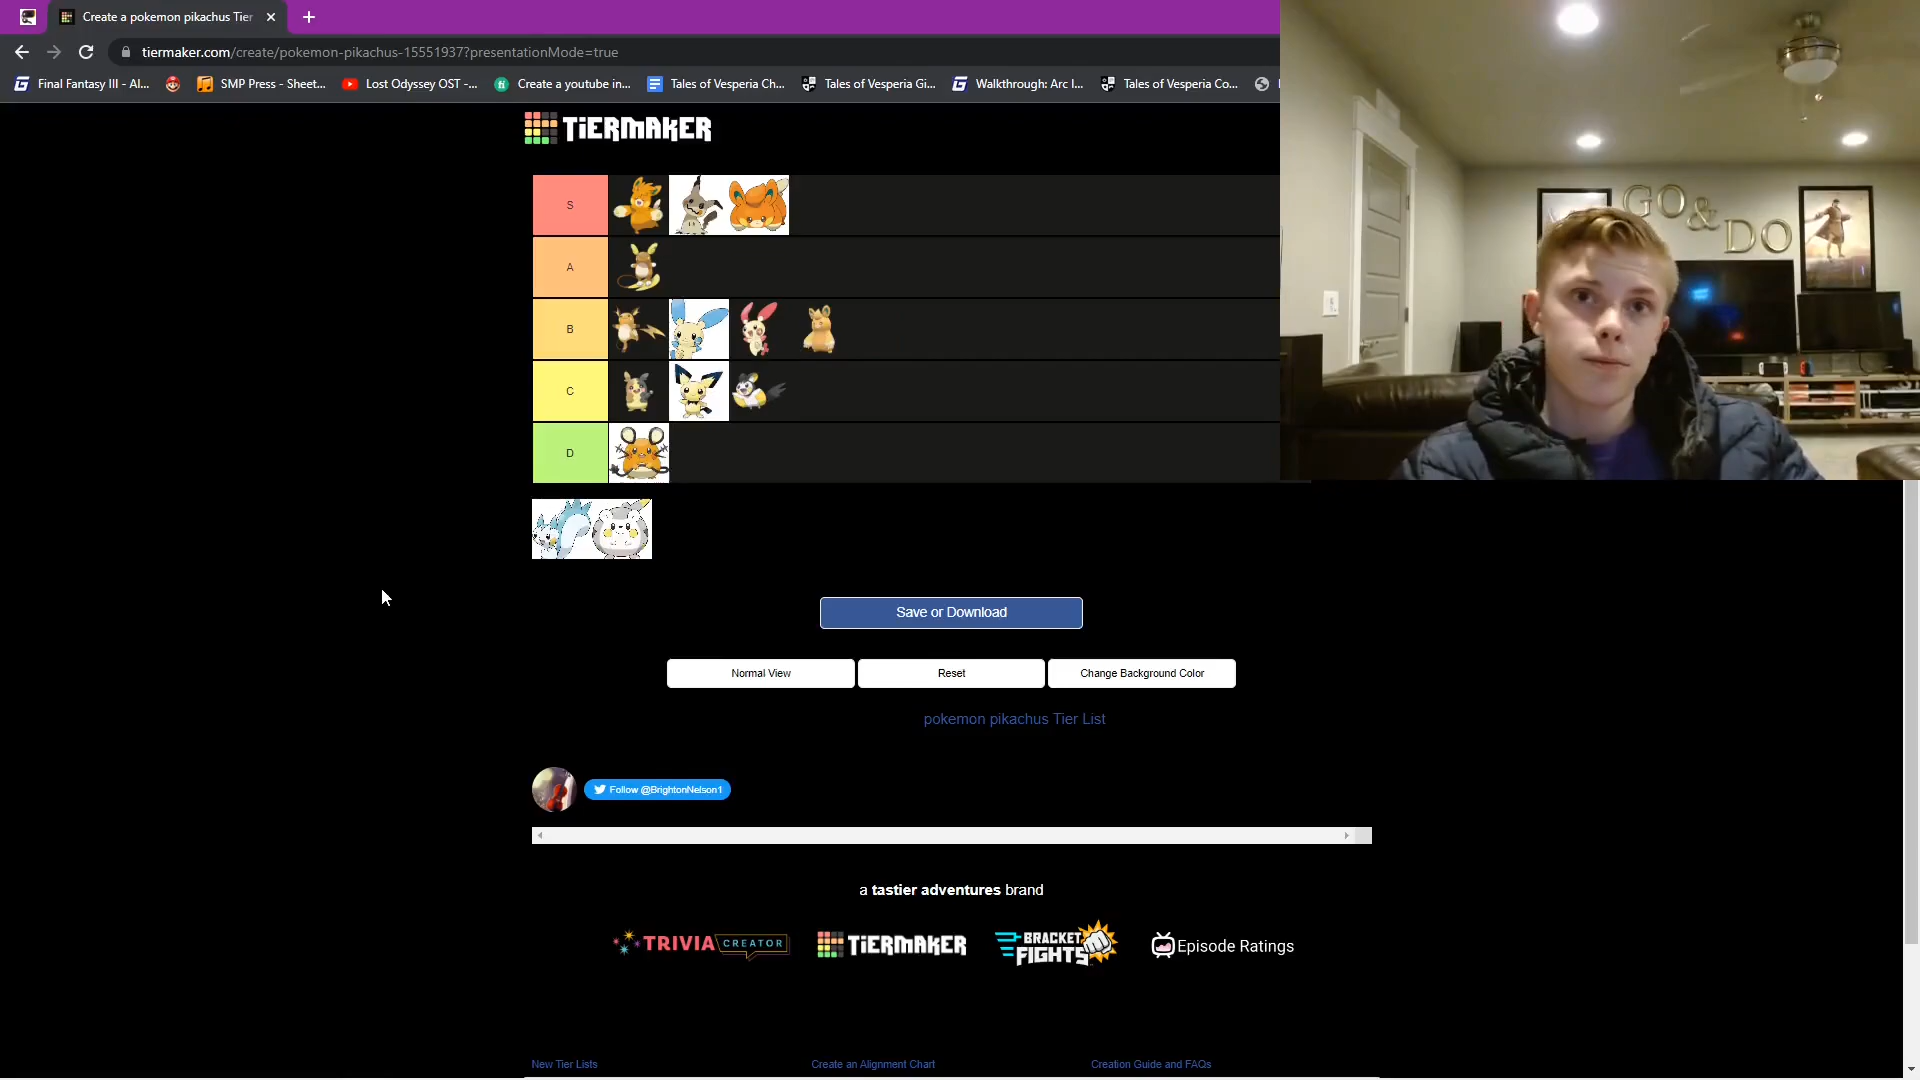 Create a pokemon pikachus Tier
tiermaker.com/create/pokemon-pikachus-15551937?presentationMode=true
Final Fantasy III - Al...
SMP Press - Sheet...
Lost Odyssey OST -...
Create a youtube in...
Tales of Vesperia Ch...
Tales of Vesperia Gi...
Walkthrough: Arc I...
Tales of Vesperia Co...
TIERMAKER
GO & DO
S
A
B
C
D
Save or Download
Normal View
Reset
Change Background Color
pokemon pikachus Tier List
Follow @BrightonNelson1
a tastier adventures brand
TRIVIA CREATOR
TIERMAKER
BRACKET FIGHTS
Episode Ratings
New Tier Lists
Create an Alignment Chart
Creation Guide and FAQs